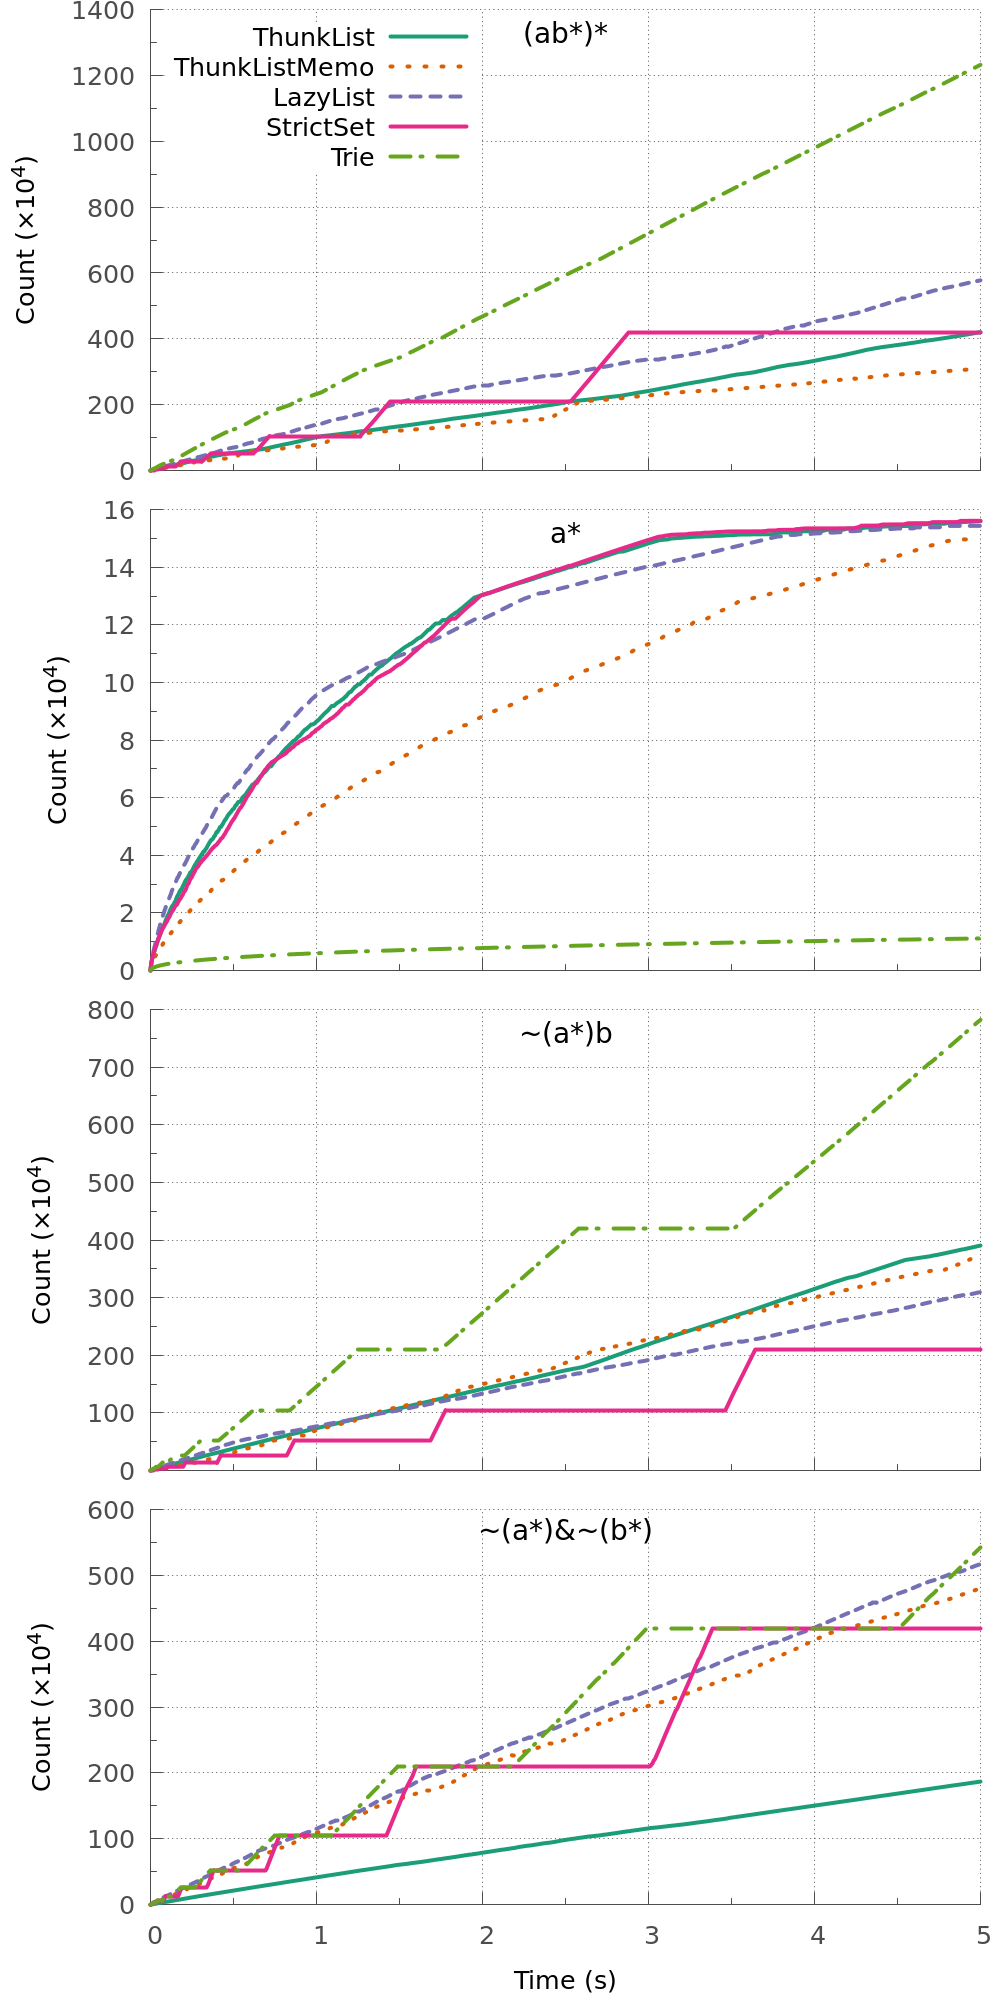 1400
1200
1000
800
600
400
200
0
Count (×10⁴)
(ab*)*
ThunkList
ThunkListMemo
LazyList
StrictSet
Trie
16
14
12
10
8
6
4
2
0
Count (×10⁴)
a*
800
700
600
500
400
300
200
100
0
Count (×10⁴)
~(a*)b
600
500
400
300
200
100
0
Count (×10⁴)
~(a*)&~(b*)
0 1 2 3 4 5
Time (s)